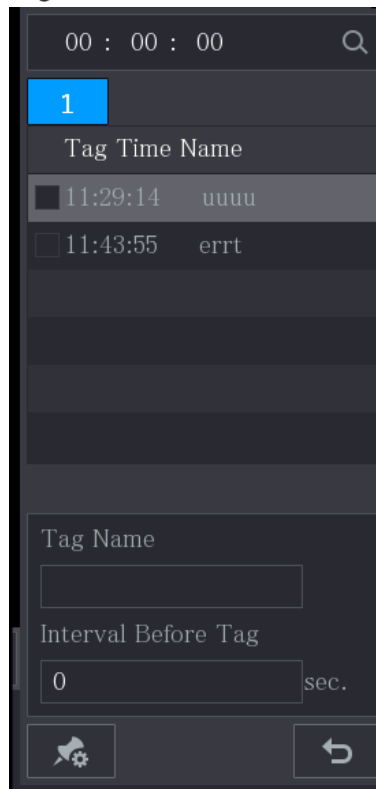 00 : 00 : 00
1
Tag Time Name
11:29:14 uuuu
11:43:55 errt
Tag Name
Interval Before Tag
0 sec.